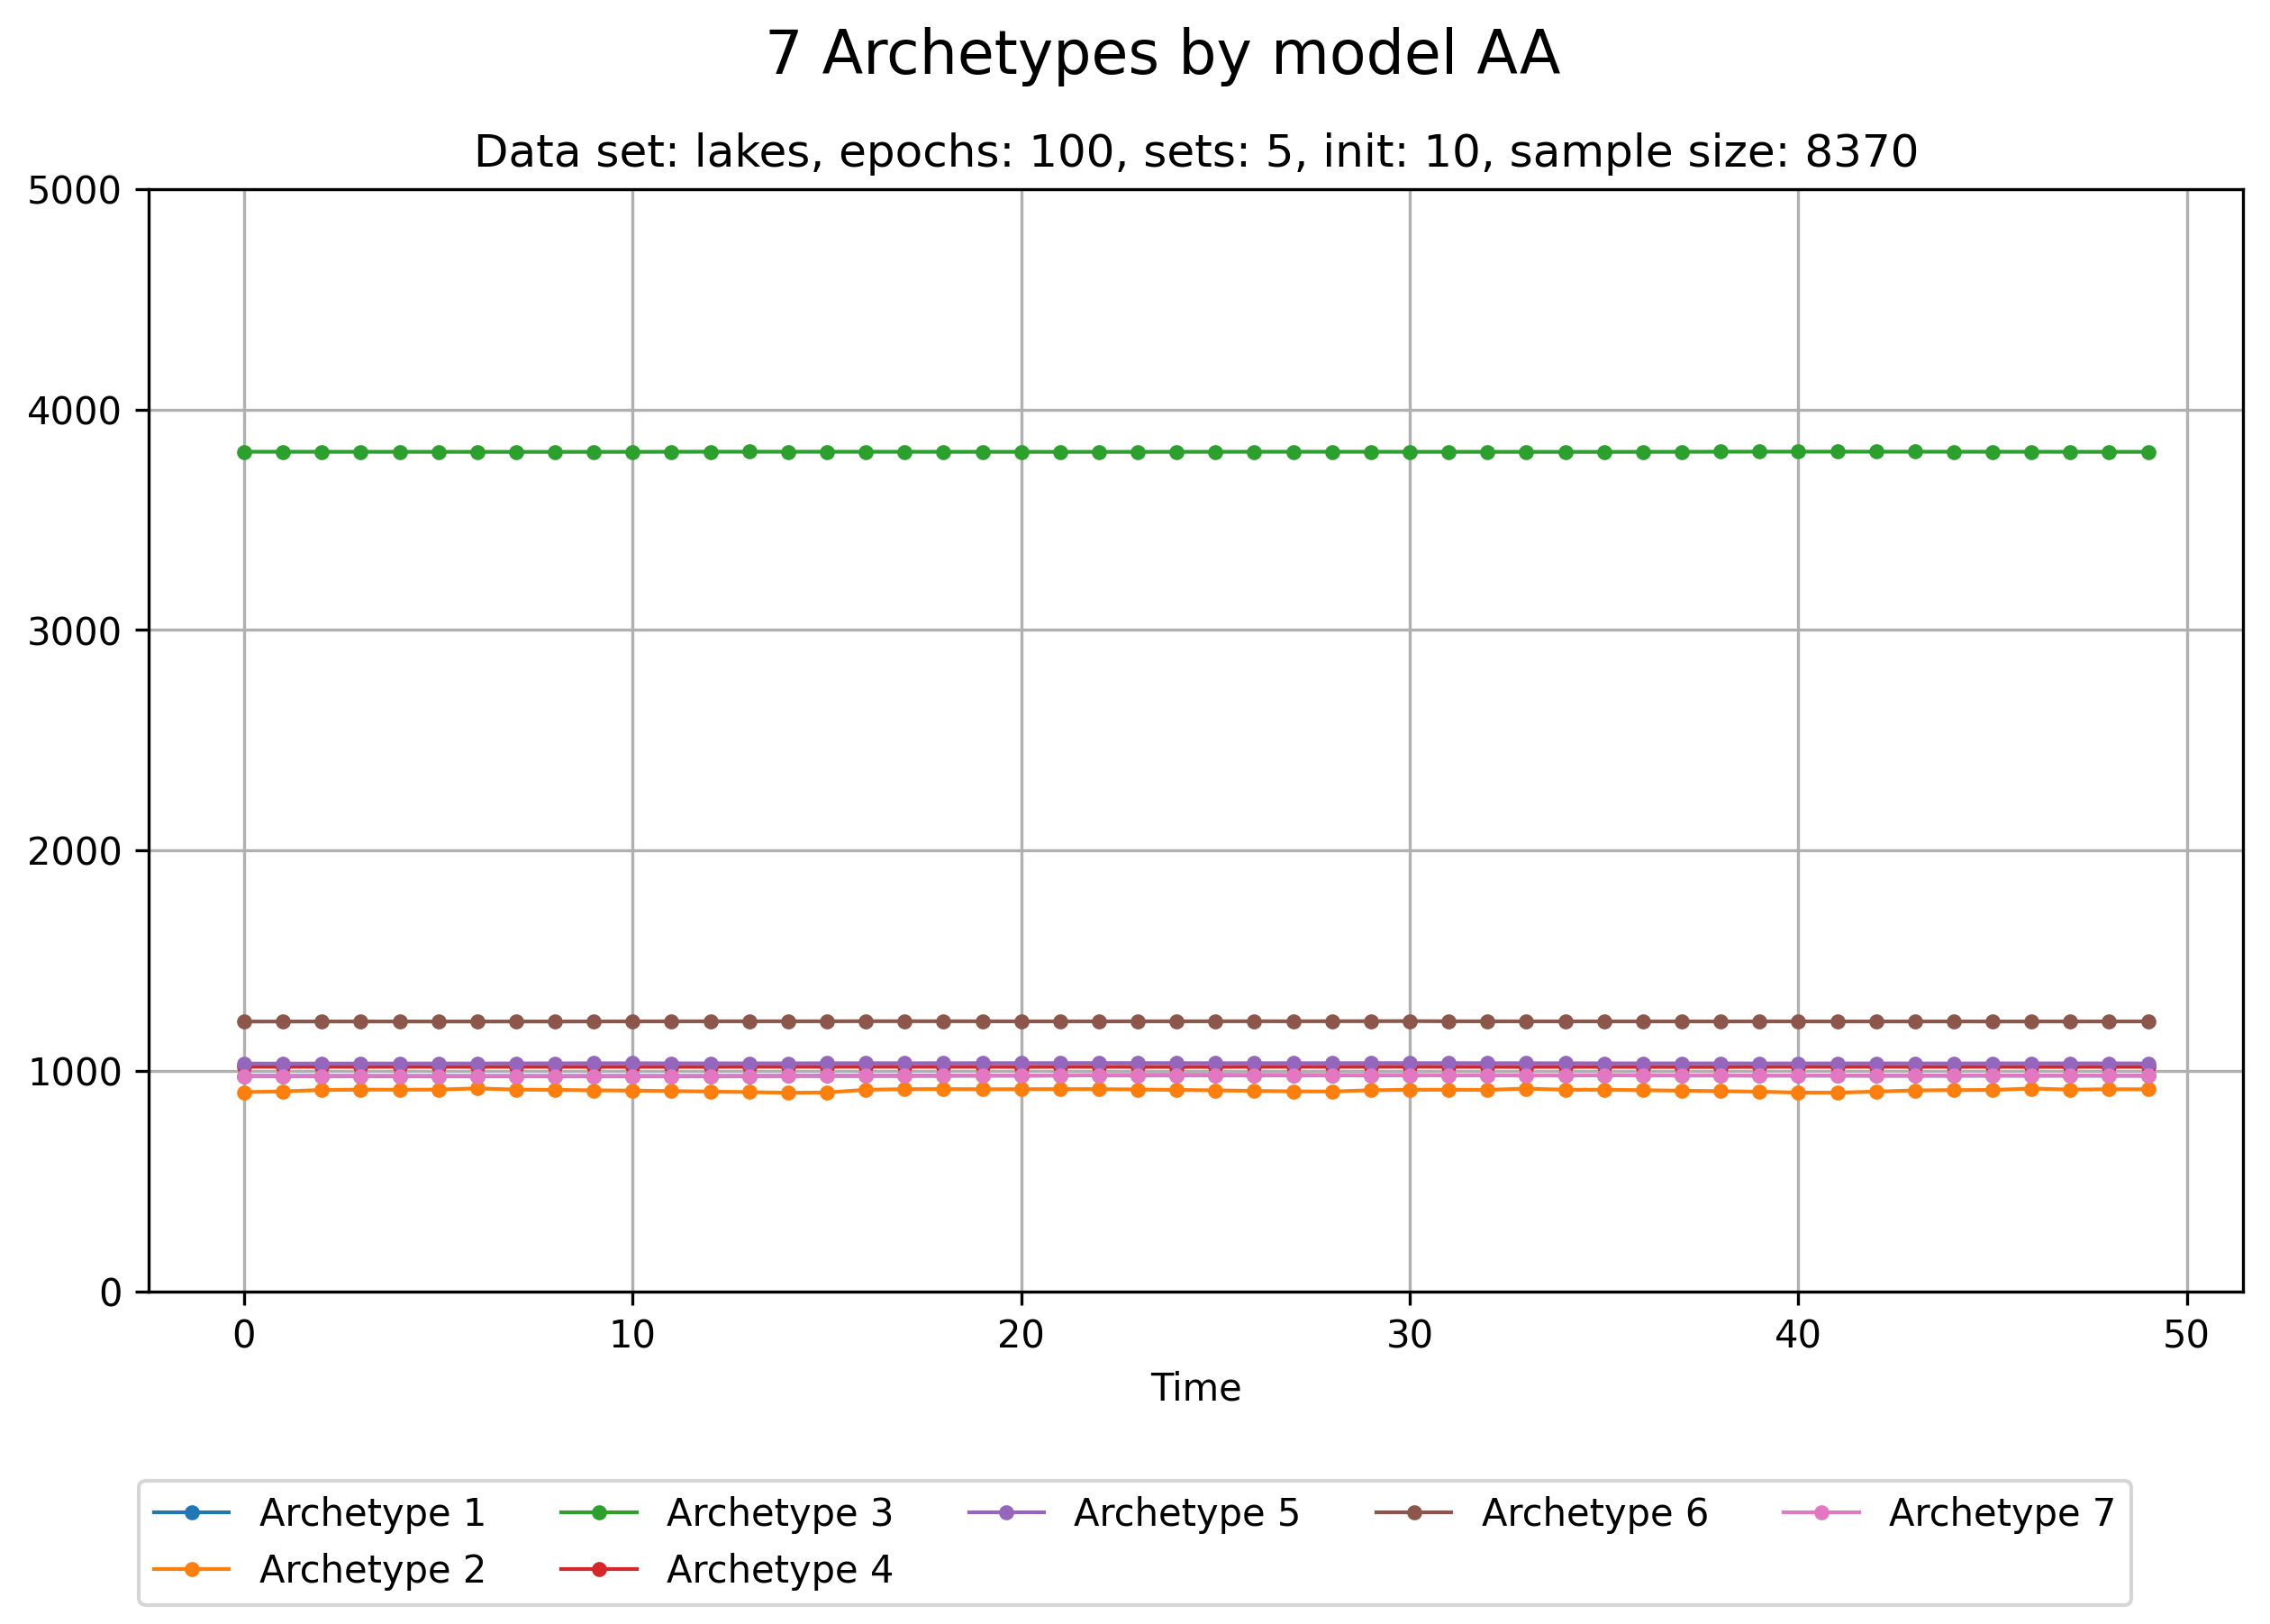 7 Archetypes by model AA
Data set: lakes, epochs: 100, sets: 5, init: 10, sample size: 8370
5000
4000
3000
2000
1000
0
0 10 20 30 40 50
Time
Archetype 1 Archetype 3 Archetype 5 Archetype 6 Archetype 7
Archetype 2 Archetype 4